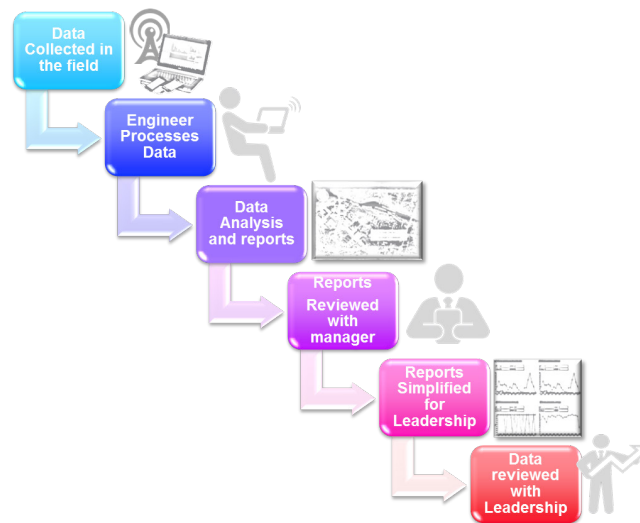 Data
Collected in
the field
Engineer
Processes
Data
Data
Analysis
and reports
Reports
Reviewed
with
manager
Reports
Simplified
for
Leadership
Data
reviewed
with
Leadership